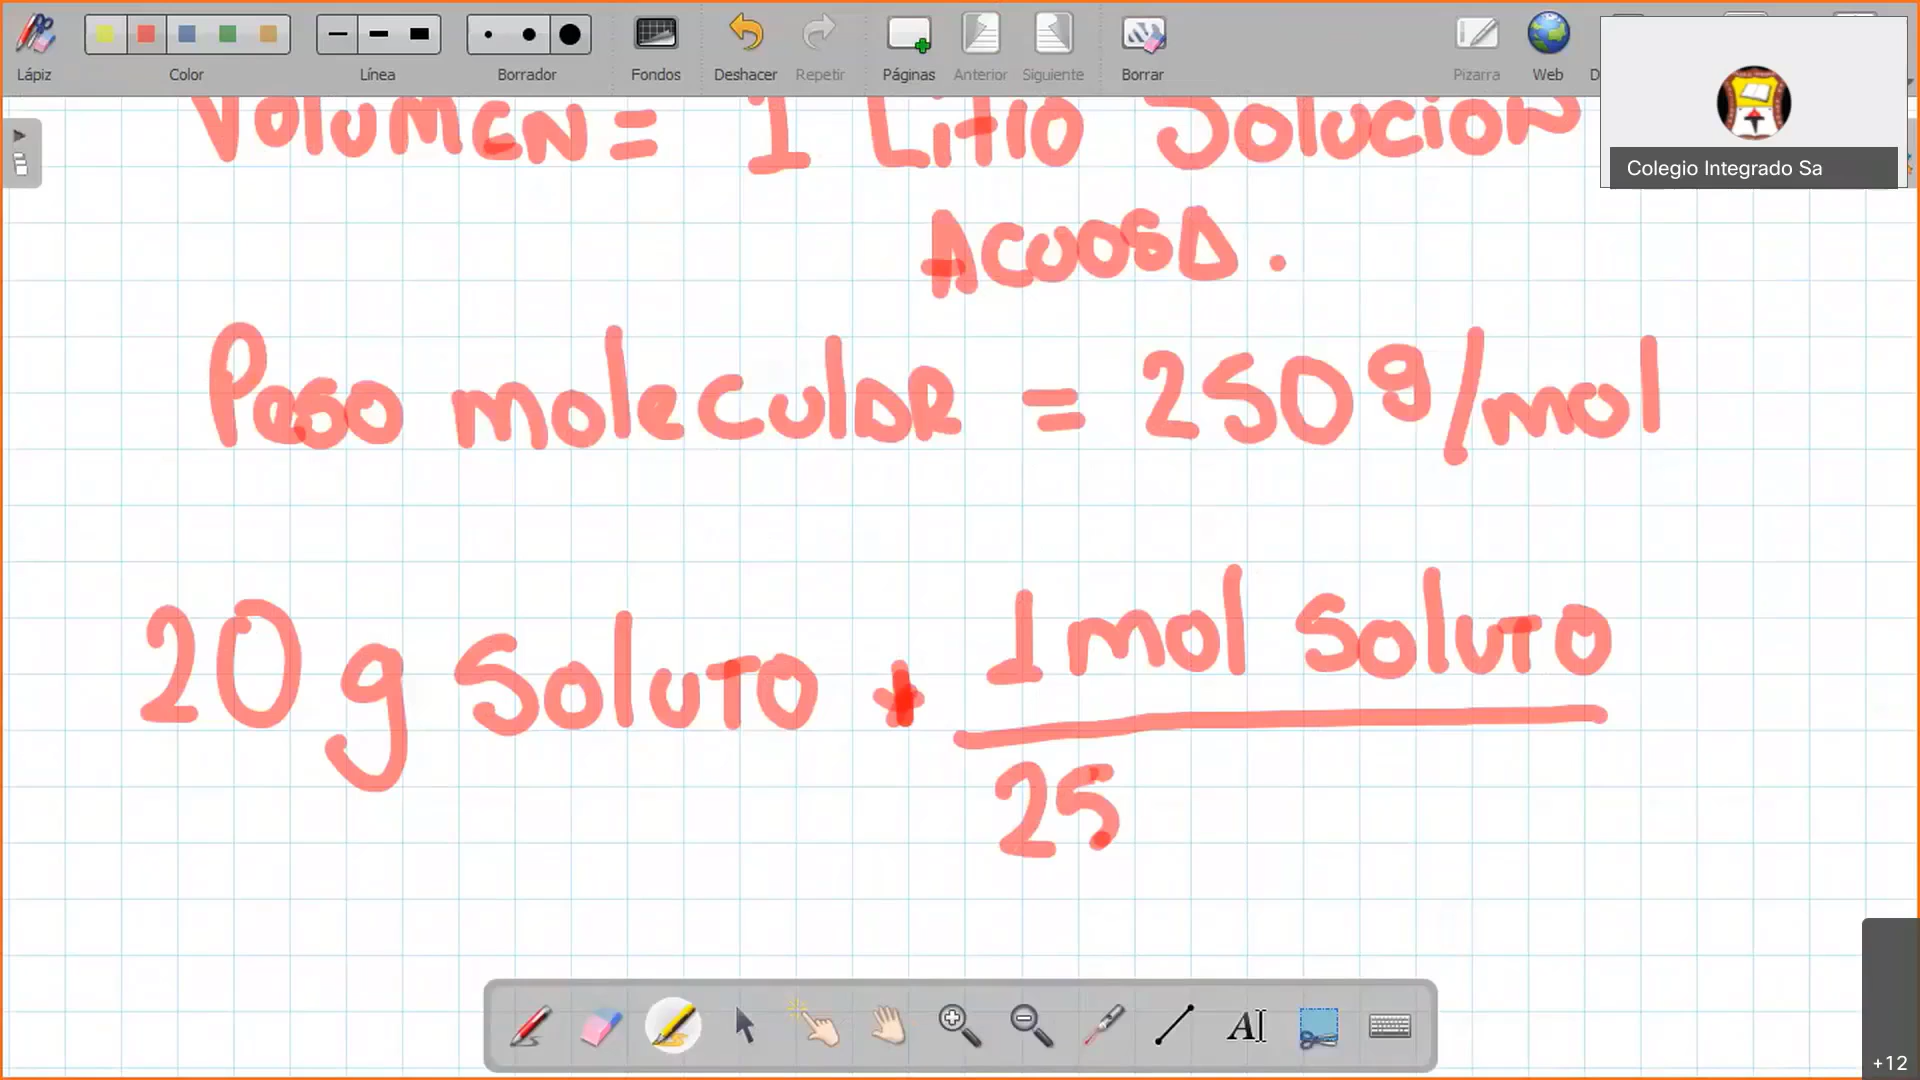 Lápiz Color Línea Borrador Fondos Deshacer Repetir Páginas Anterior Siguiente Borrar Pizarra Web D
Colegio Integrado Sa
Volumen = 1 Litro Solución
Acuosa.
Peso molecular = 250 g/mol
20 g Soluto * 1 mol Soluto
25
+12